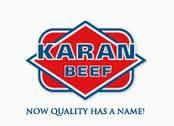 KARAN
BEEF
NOW QUALITY HAS A NAME!